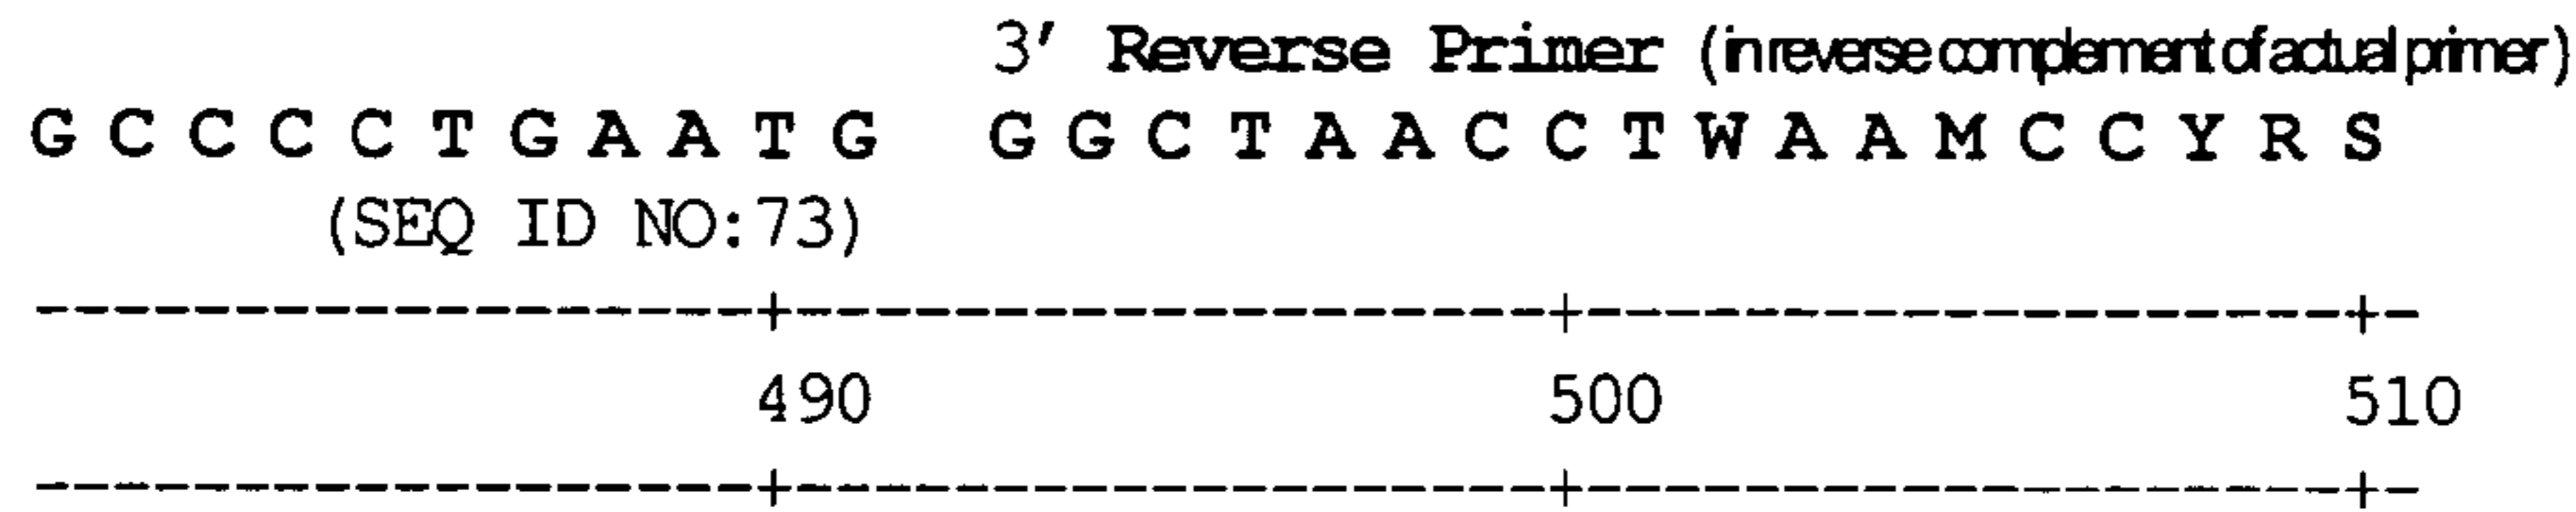 3' Reverse Primer (in reverse complement of actual primer)
G C C C C T G A A T G G G C T A A C C T W A A M C C Y R S
(SEQ ID NO:73)
-------------------+-------------------+-------------------+-
490 500 510
-------------------+-------------------+-------------------+-